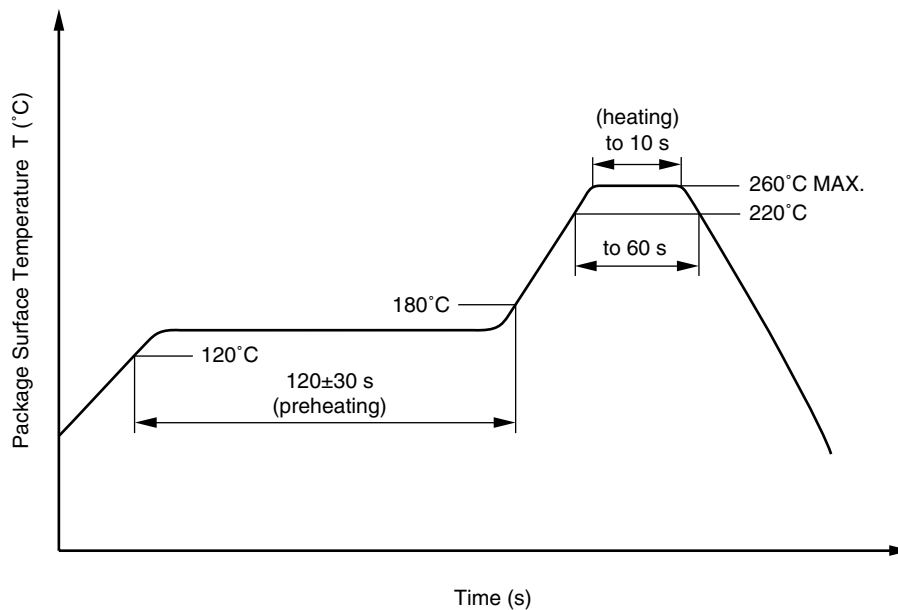 Package Surface Temperature T (˚C)
(heating)
to 10 s
260˚C MAX.
220˚C
to 60 s
180˚C
120˚C
120±30 s
(preheating)
Time (s)